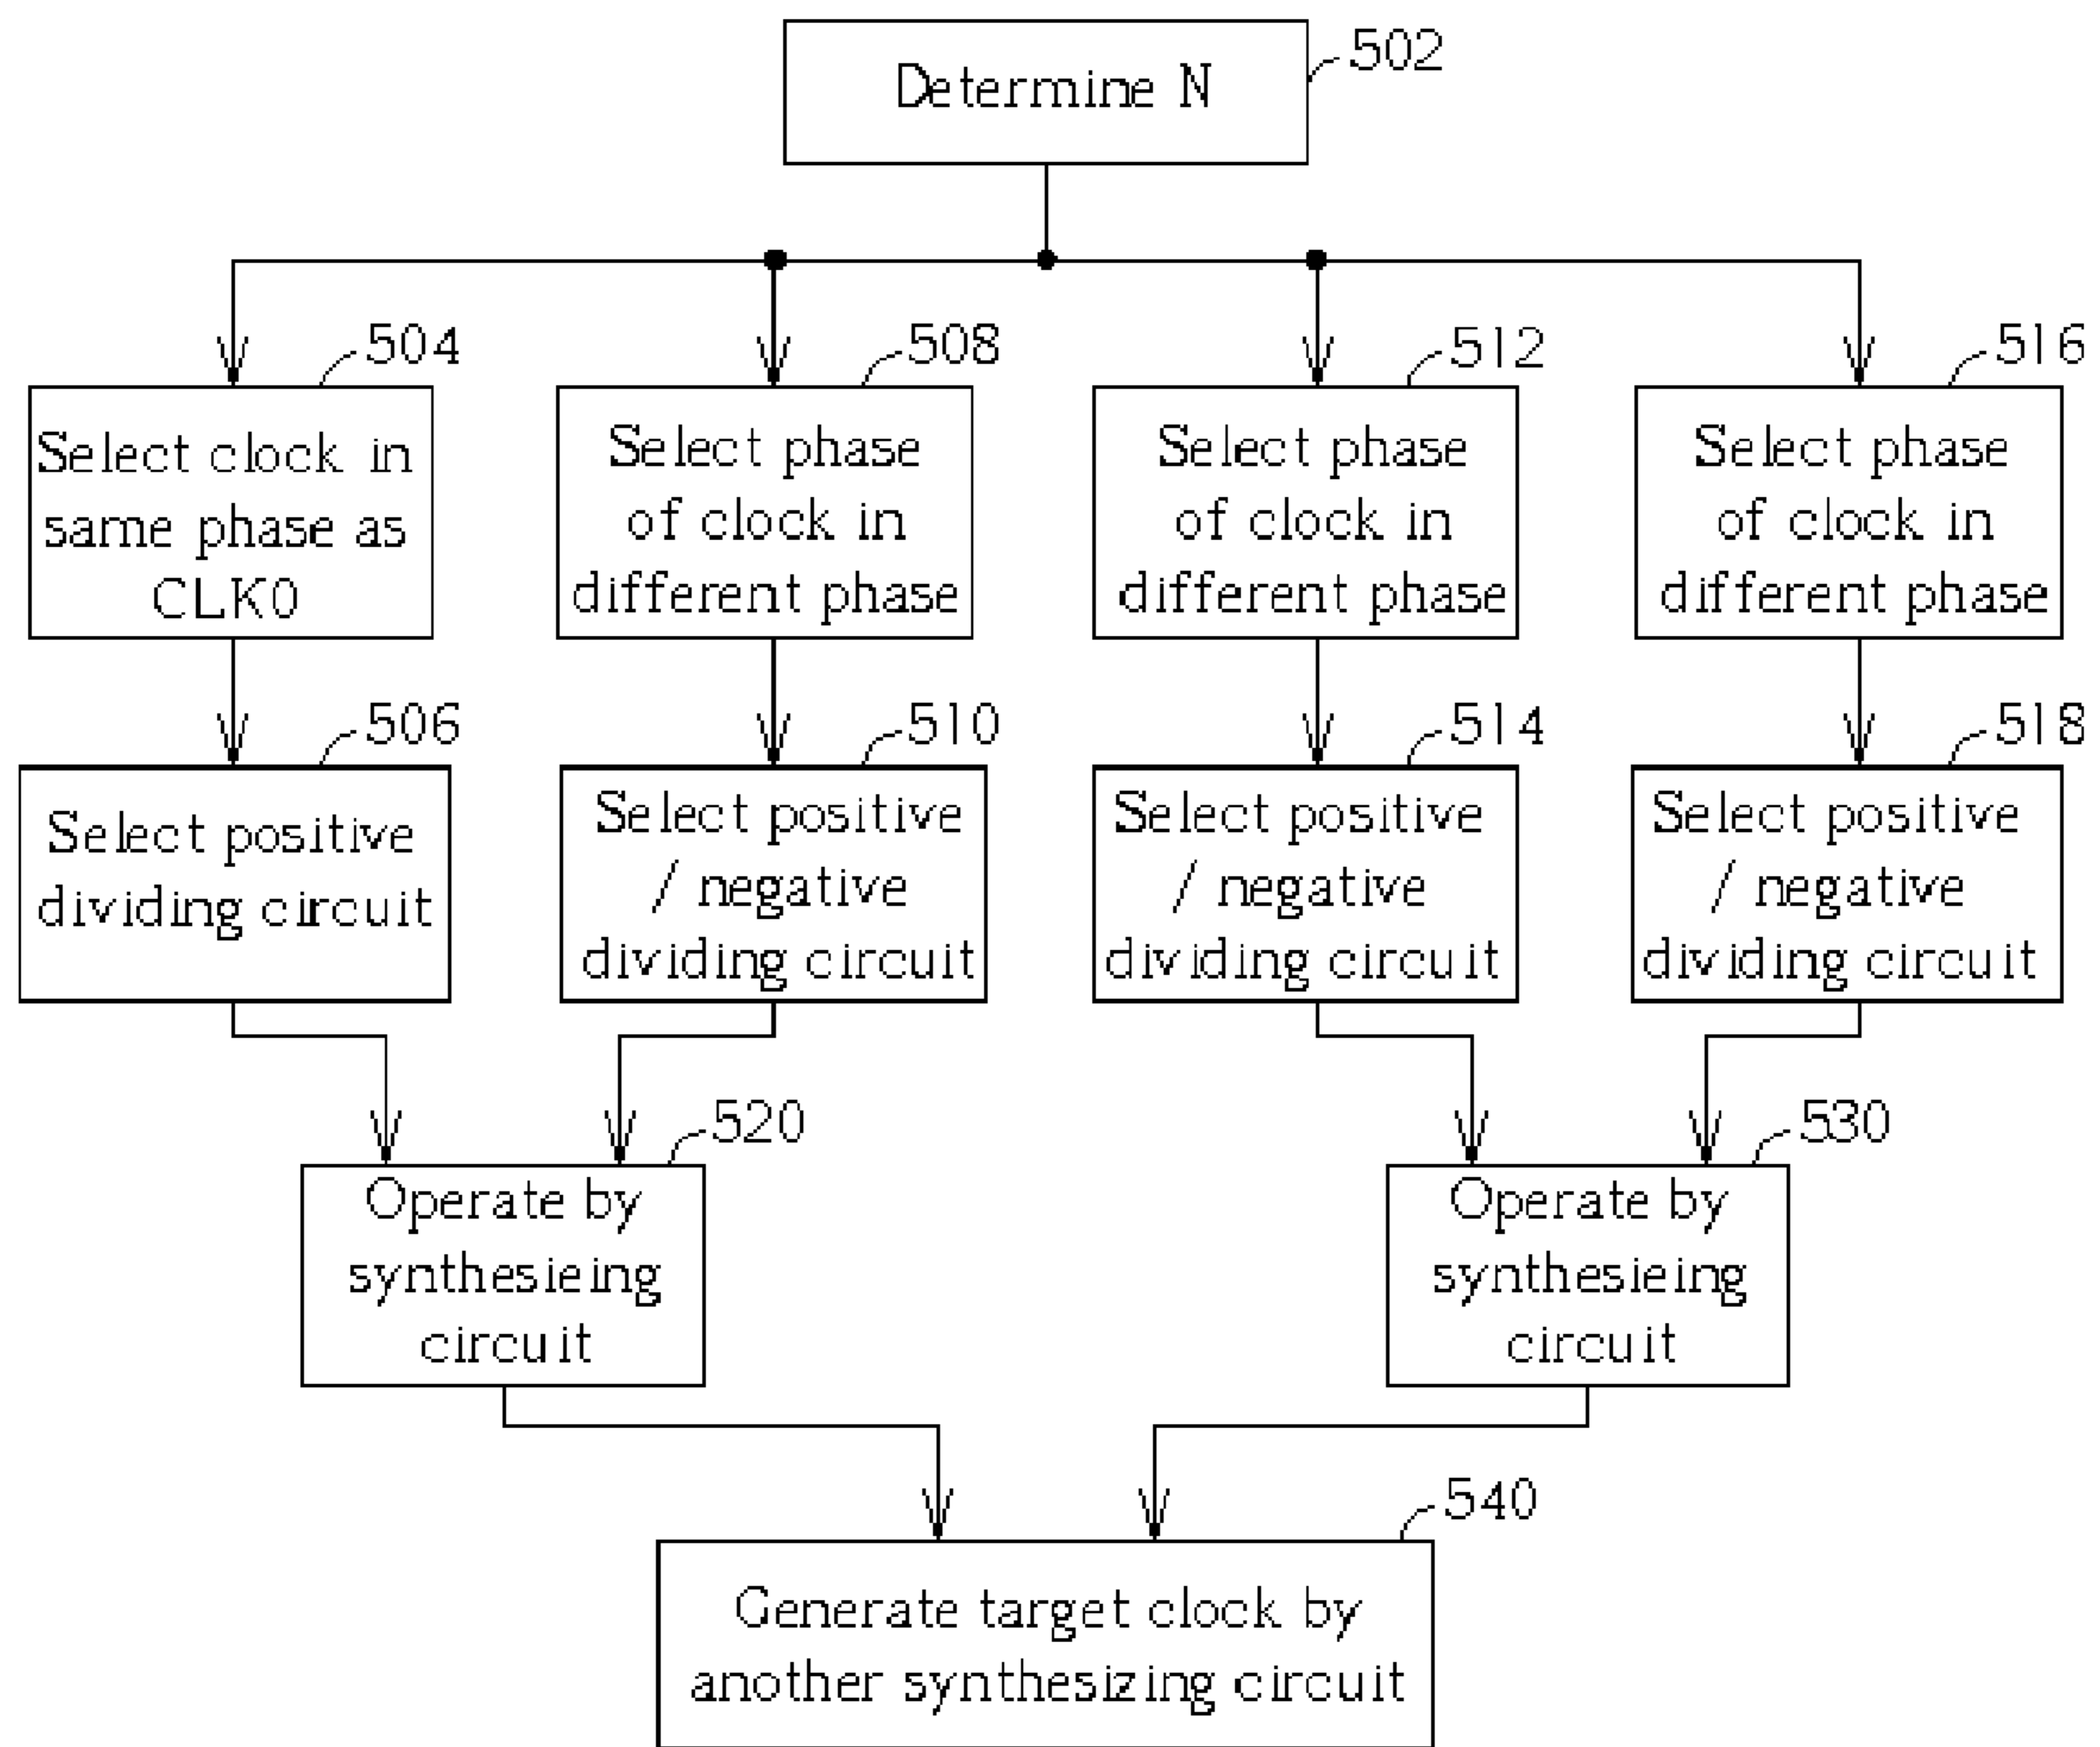 Determine N
502
504
508
512
516
Select clock in
same phase as
CLK0
Select phase
of clock in
different phase
Select phase
of clock in
different phase
Select phase
of clock in
different phase
506
510
514
518
Select positive
dividing circuit
Select positive
/ negative
dividing circuit
Select positive
/ negative
dividing circuit
Select positive
/ negative
dividing circuit
520
530
Operate by
synthesieing
circuit
Operate by
synthesieing
circuit
540
Generate target clock by
another synthesizing circuit